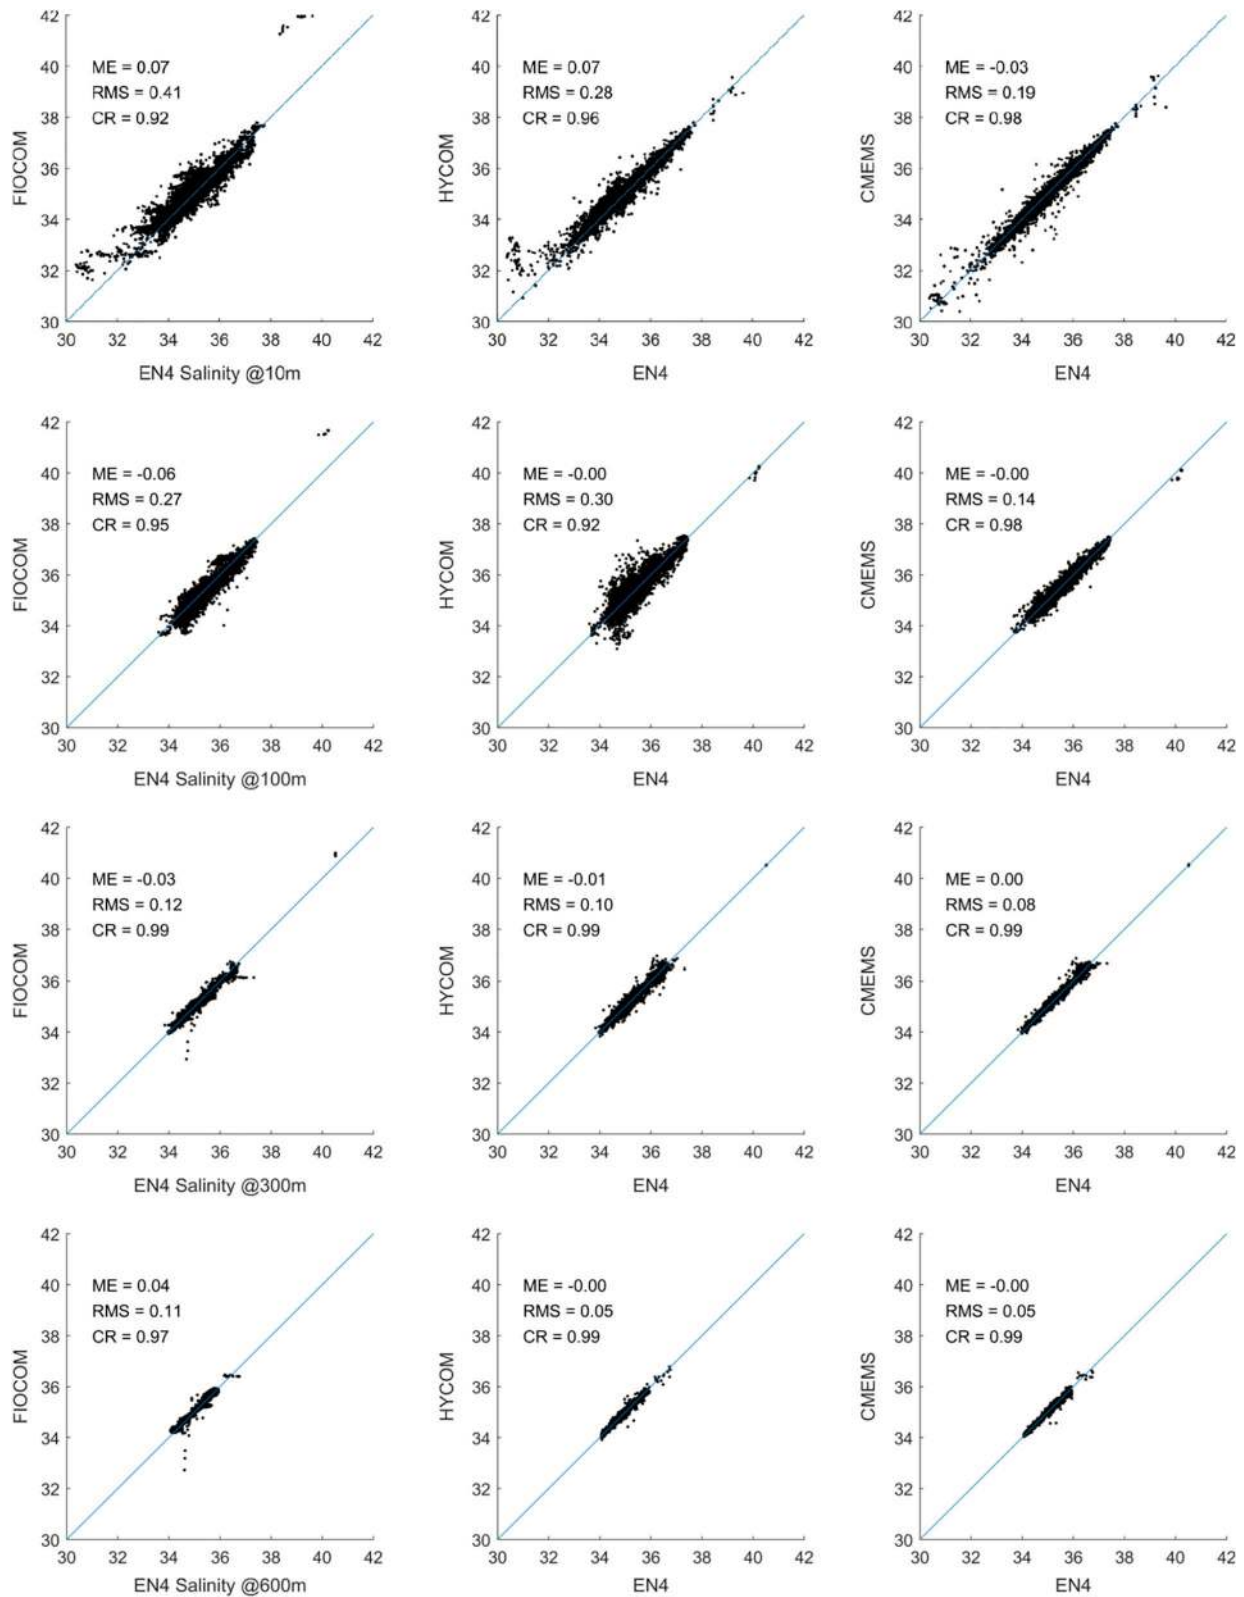 42
40
38
36
34
32
30
FIOCOM
ME = 0.07
RMS = 0.41
CR = 0.92
30 32 34 36 38 40 42
EN4 Salinity @10m
42
40
38
36
34
32
30
HYCOM
ME = 0.07
RMS = 0.28
CR = 0.96
30 32 34 36 38 40 42
EN4
42
40
38
36
34
32
30
CMEMS
ME = -0.03
RMS = 0.19
CR = 0.98
30 32 34 36 38 40 42
EN4
42
40
38
36
34
32
30
FIOCOM
ME = -0.06
RMS = 0.27
CR = 0.95
30 32 34 36 38 40 42
EN4 Salinity @100m
42
40
38
36
34
32
30
HYCOM
ME = -0.00
RMS = 0.30
CR = 0.92
30 32 34 36 38 40 42
EN4
42
40
38
36
34
32
30
CMEMS
ME = -0.00
RMS = 0.14
CR = 0.98
30 32 34 36 38 40 42
EN4
42
40
38
36
34
32
30
FIOCOM
ME = -0.03
RMS = 0.12
CR = 0.99
30 32 34 36 38 40 42
EN4 Salinity @300m
42
40
38
36
34
32
30
HYCOM
ME = -0.01
RMS = 0.10
CR = 0.99
30 32 34 36 38 40 42
EN4
42
40
38
36
34
32
30
CMEMS
ME = 0.00
RMS = 0.08
CR = 0.99
30 32 34 36 38 40 42
EN4
42
40
38
36
34
32
30
FIOCOM
ME = 0.04
RMS = 0.11
CR = 0.97
30 32 34 36 38 40 42
EN4 Salinity @600m
42
40
38
36
34
32
30
HYCOM
ME = -0.00
RMS = 0.05
CR = 0.99
30 32 34 36 38 40 42
EN4
42
40
38
36
34
32
30
CMEMS
ME = -0.00
RMS = 0.05
CR = 0.99
30 32 34 36 38 40 42
EN4